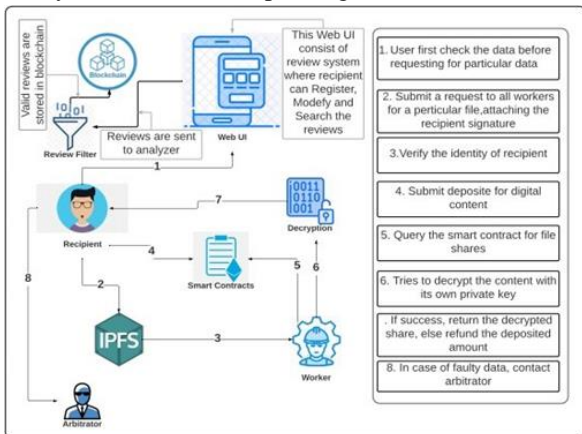 Valid reviews are
stored in blockchain
Blockchain
This Web UI
consist of
review system
where recipient
can Register,
Modefy and
Search the
reviews
Review Filter
Reviews are sent
to analyzer
Web UI
1
Recipient
7
0011
0110
001
Decryption
8
4
Smart Contracts
5
6
2
IPFS
3
Worker
Arbitrator
1. User first check the data before
requesting for particular data
2. Submit a request to all workers
for a perticular file,attaching the
recipient signature
3.Verify the identity of recipient
4. Submit deposite for digital
content
5. Query the smart contract for file
shares
6. Tries to decrypt the content with
its own private key
. If success, return the decrypted
share, else refund the deposited
amount
8. In case of faulty data, contact
arbitrator